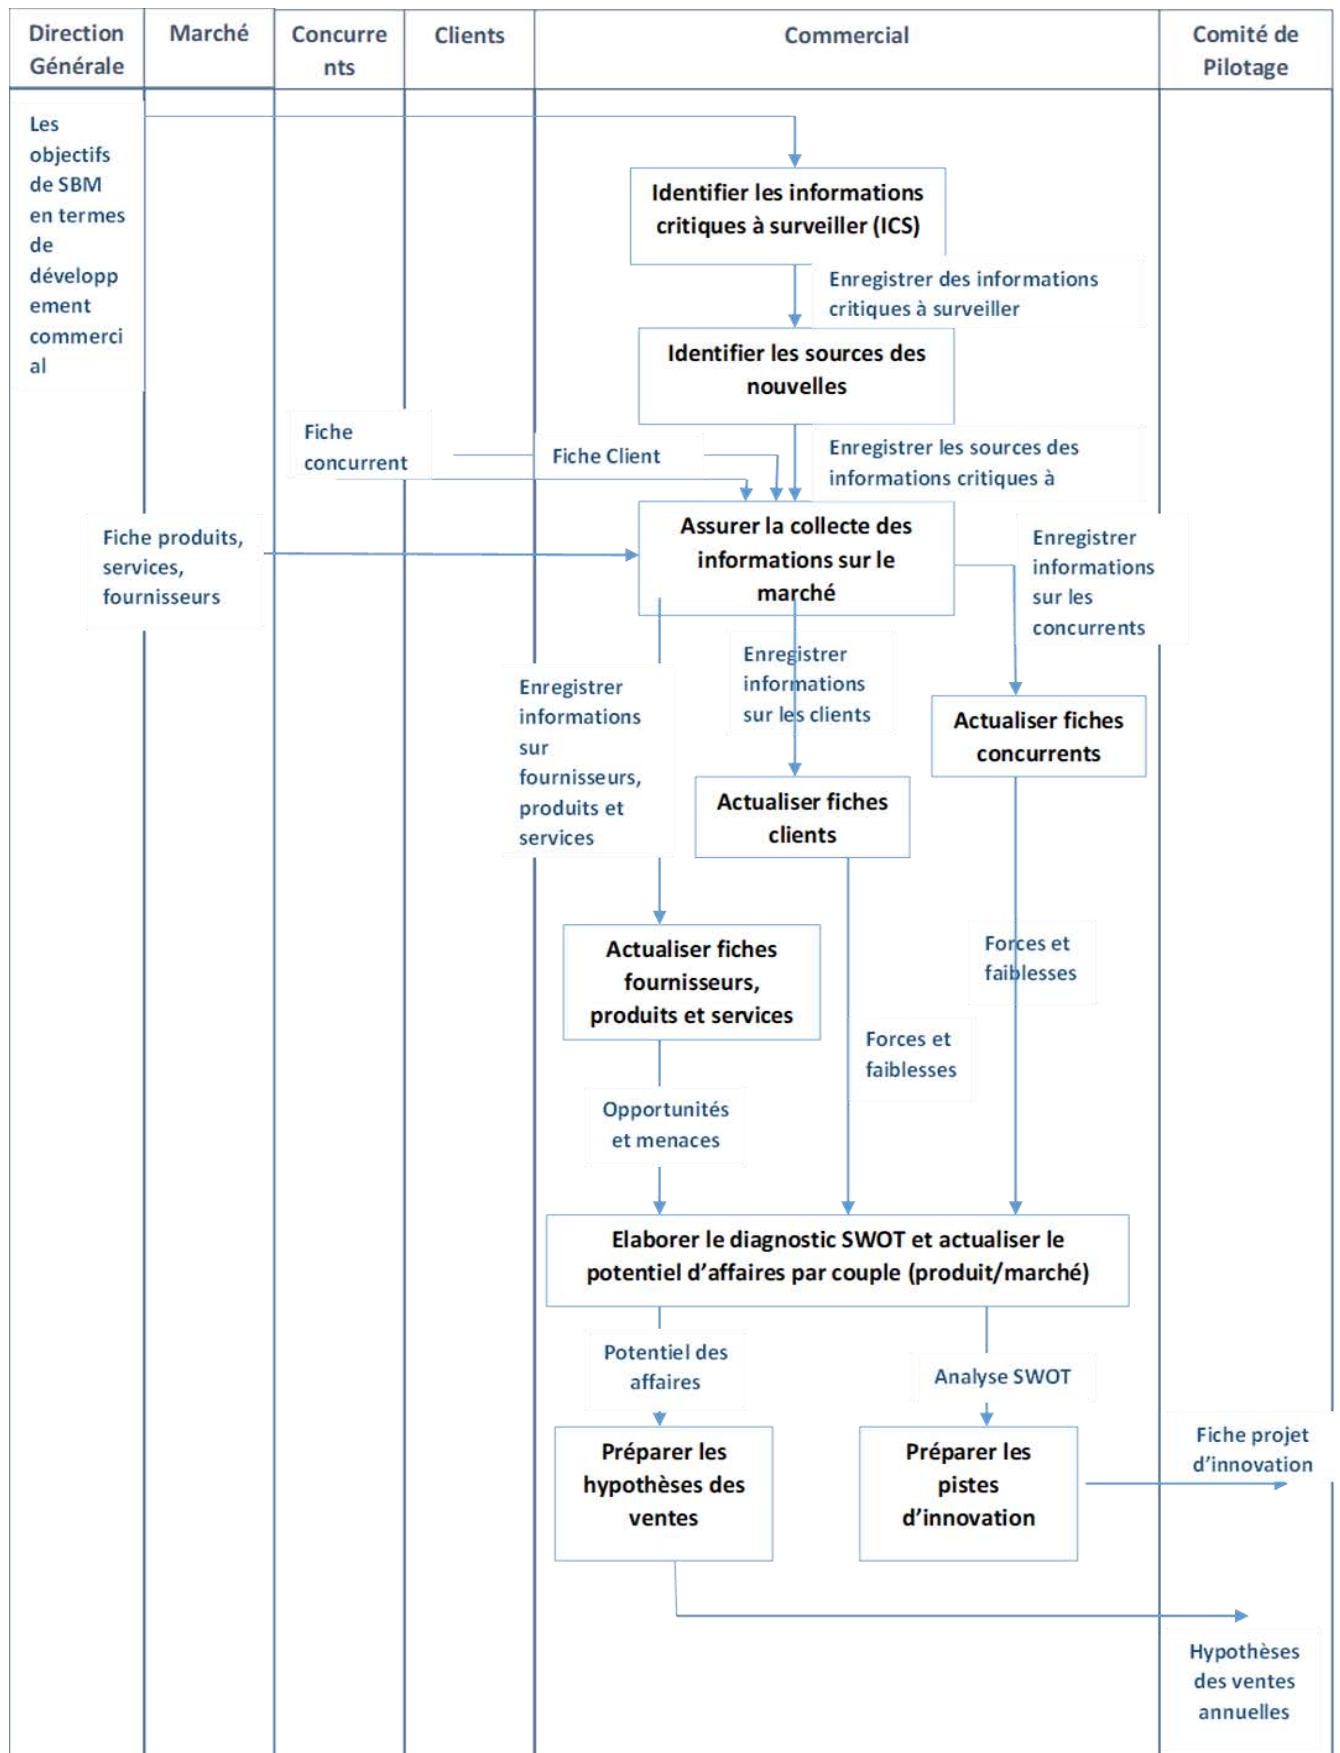 Direction
Générale
Marché
Concurre
nts
Clients
Commercial
Comité de
Pilotage
Les
objectifs
de SBM
en termes
de
développ
ement
commerci
al
Identifier les informations
critiques à surveiller (ICS)
Enregistrer des informations
critiques à surveiller
Identifier les sources des
nouvelles
Fiche
concurrent
Fiche Client
Enregistrer les sources des
informations critiques à
Fiche produits,
services,
fournisseurs
Assurer la collecte des
informations sur le
marché
Enregistrer
informations
sur les
concurrents
Enregistrer
informations
sur les clients
Enregistrer
informations
sur
fournisseurs,
produits et
services
Actualiser fiches
concurrents
Actualiser fiches
clients
Actualiser fiches
fournisseurs,
produits et services
Forces et
faiblesses
Forces et
faiblesses
Opportunités
et menaces
Elaborer le diagnostic SWOT et actualiser le
potentiel d'affaires par couple (produit/marché)
Potentiel des
affaires
Analyse SWOT
Préparer les
hypothèses des
ventes
Préparer les
pistes
d'innovation
Fiche projet
d'innovation
Hypothèses
des ventes
annuelles